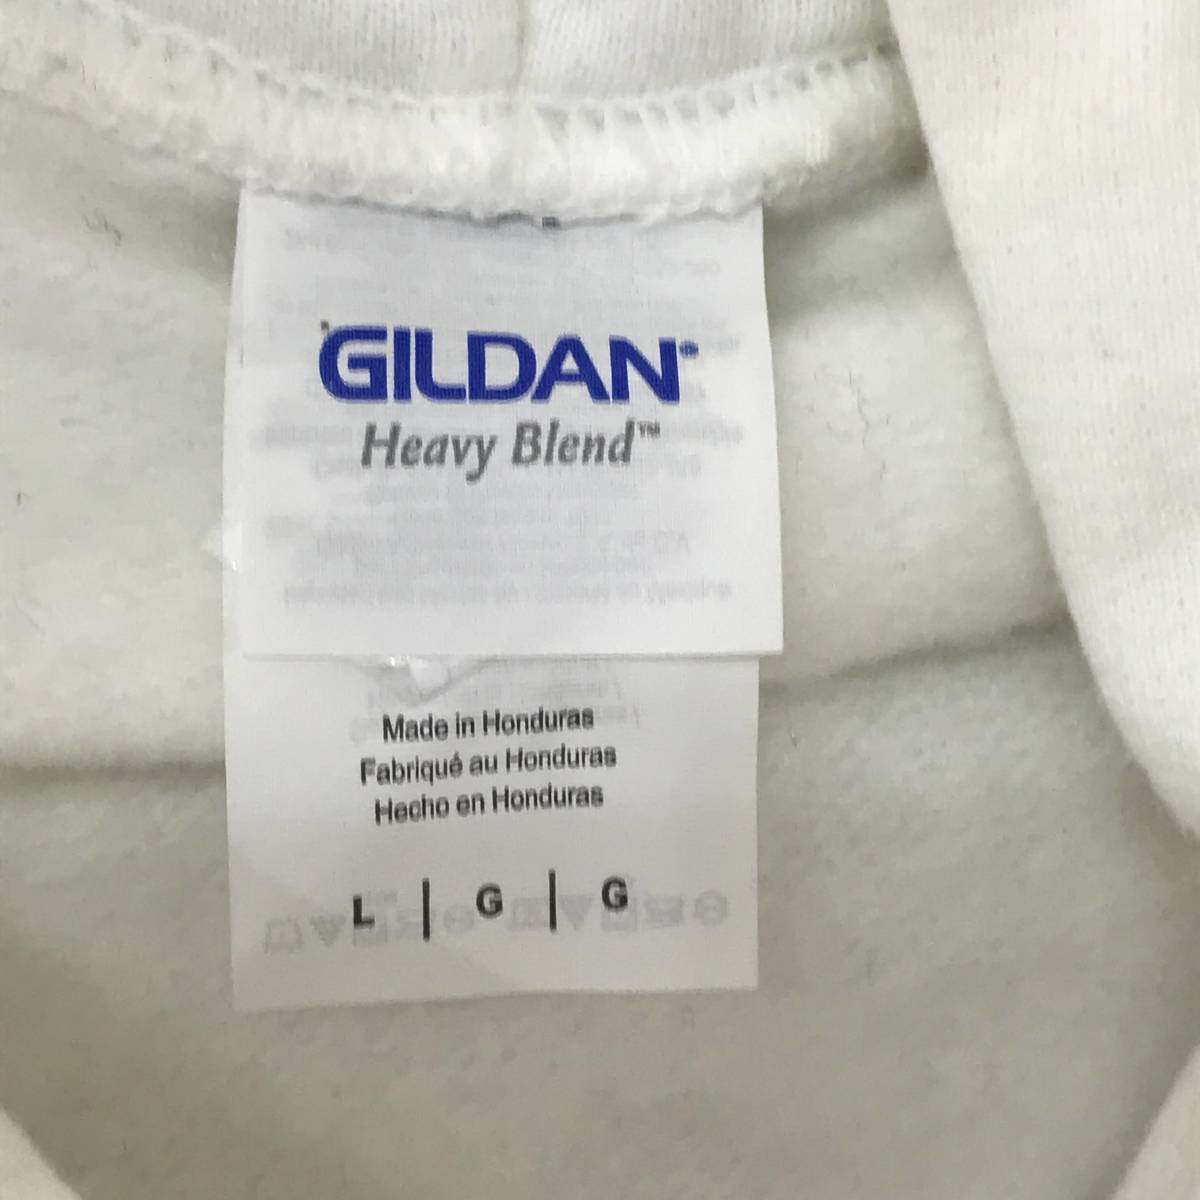 GILDAN®
Heavy Blend™
Made in Honduras
Fabriqué au Honduras
Hecho en Honduras
L | G | G